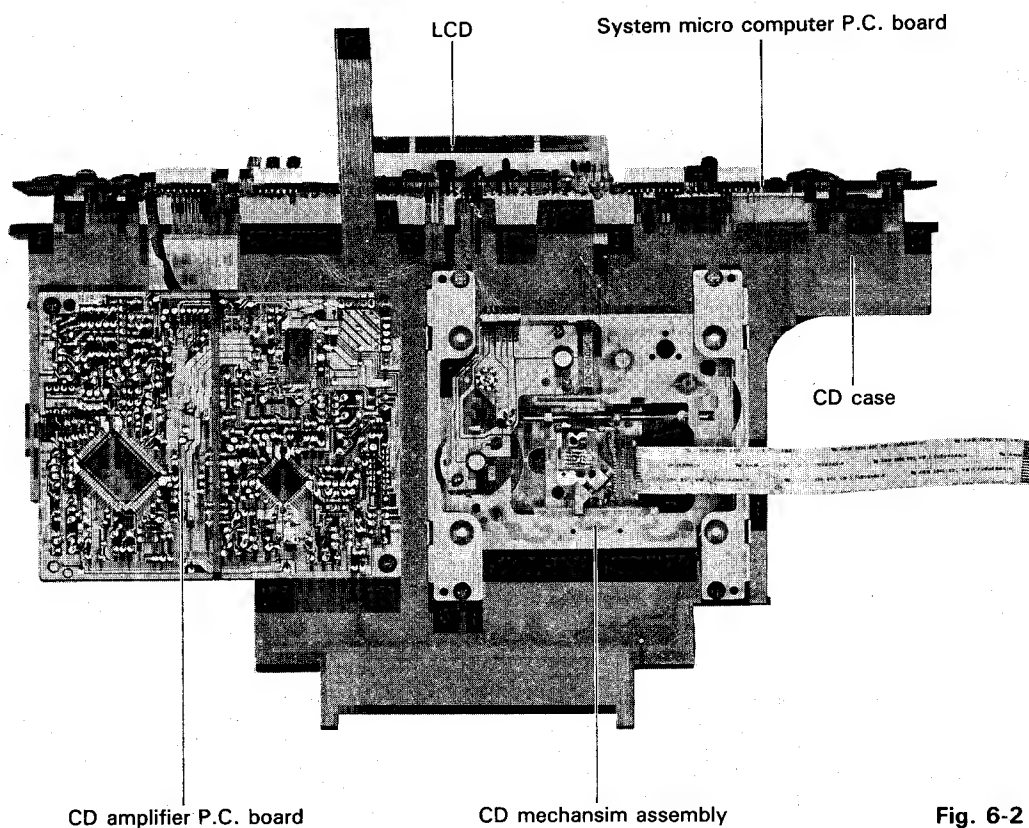 LCD
System micro computer P.C. board
CD case
CD amplifier P.C. board
CD mechansim assembly
Fig. 6-2